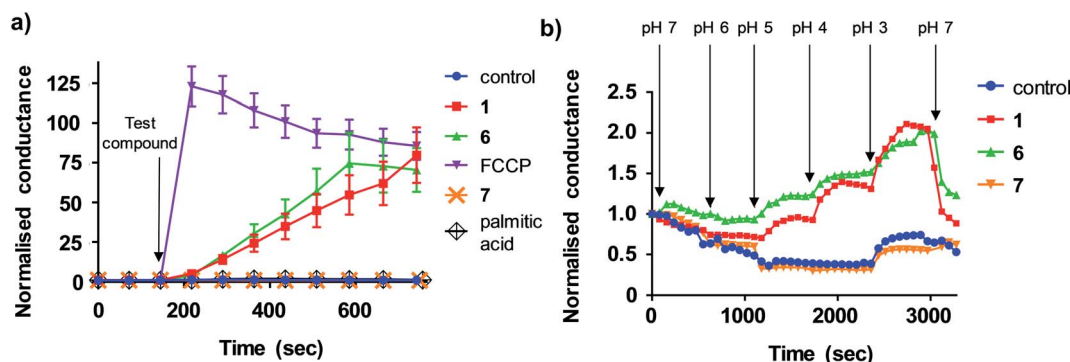 a)
Normalised conductance
125
100
75
50
25
0
Test
compound
0
200
400
600
Time (sec)
control
1
6
FCCP
7
palmitic
acid
b)
pH 7
pH 6
pH 5
pH 4
pH 3
pH 7
Normalised conductance
2.5
2.0
1.5
1.0
0.5
0.0
0
1000
2000
3000
Time (sec)
control
1
6
7